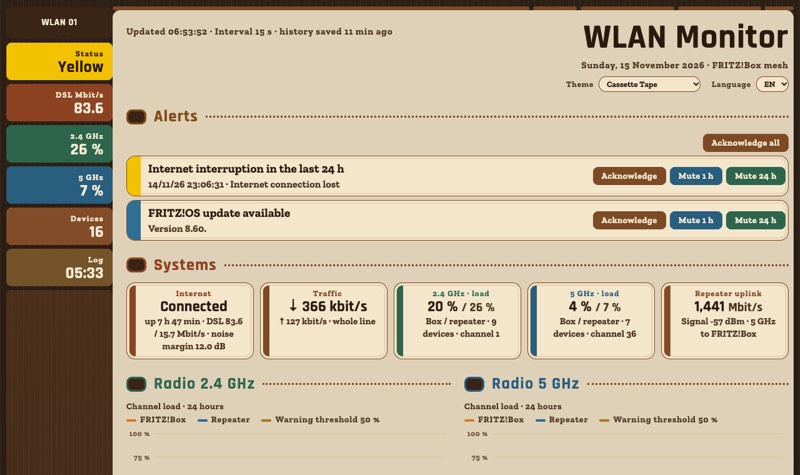 WLAN 01
Status
Yellow
DSL Mbit/s
83.6
2.4 GHz
26 %
5 GHz
7 %
Devices
16
Log
05:33
Updated 06:53:52 · Interval 15 s · history saved 11 min ago
WLAN Monitor
Sunday, 15 November 2026 · FRITZ!Box mesh
Theme Cassette Tape Language EN
Alerts
Acknowledge all
Internet interruption in the last 24 h
14/11/26 23:06:31 · Internet connection lost
Acknowledge Mute 1 h Mute 24 h
FRITZ!OS update available
Version 8.60.
Acknowledge Mute 1 h Mute 24 h
Systems
Internet
Connected
up 7 h 47 min · DSL 83.6
/ 15.7 Mbit/s · noise
margin 12.0 dB
Traffic
↓ 366 kbit/s
↑ 127 kbit/s · whole line
2.4 GHz · load
20 % / 26 %
Box / repeater · 9
devices · channel 1
5 GHz · load
4 % / 7 %
Box / repeater · 7
devices · channel 36
Repeater uplink
1,441 Mbit/s
Signal -57 dBm · 5 GHz
to FRITZ!Box
Radio 2.4 GHz
Channel load · 24 hours
FRITZ!Box Repeater Warning threshold 50 %
100 %
75 %
Radio 5 GHz
Channel load · 24 hours
FRITZ!Box Repeater Warning threshold 50 %
100 %
75 %